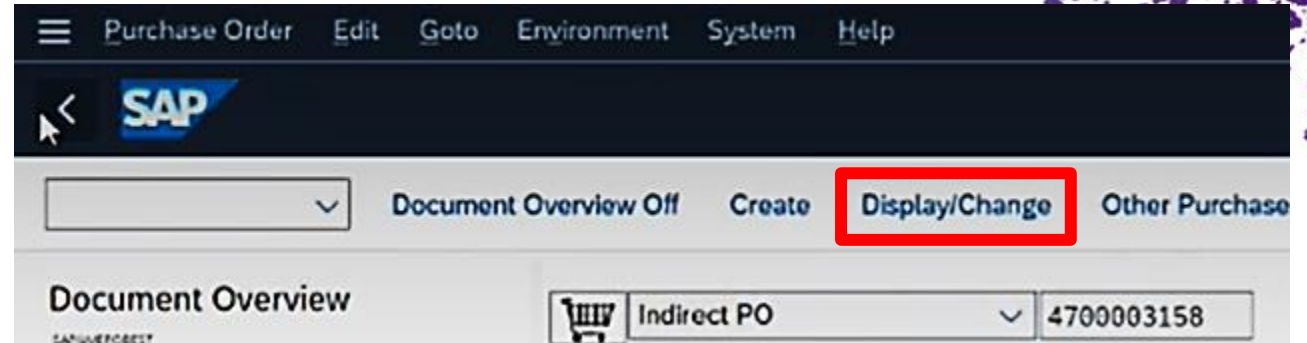 Purchase Order Edit Goto Environment System Help
SAP
Document Overview Off Create Display/Change Other Purchase
Document Overview
Indirect PO 4700003158